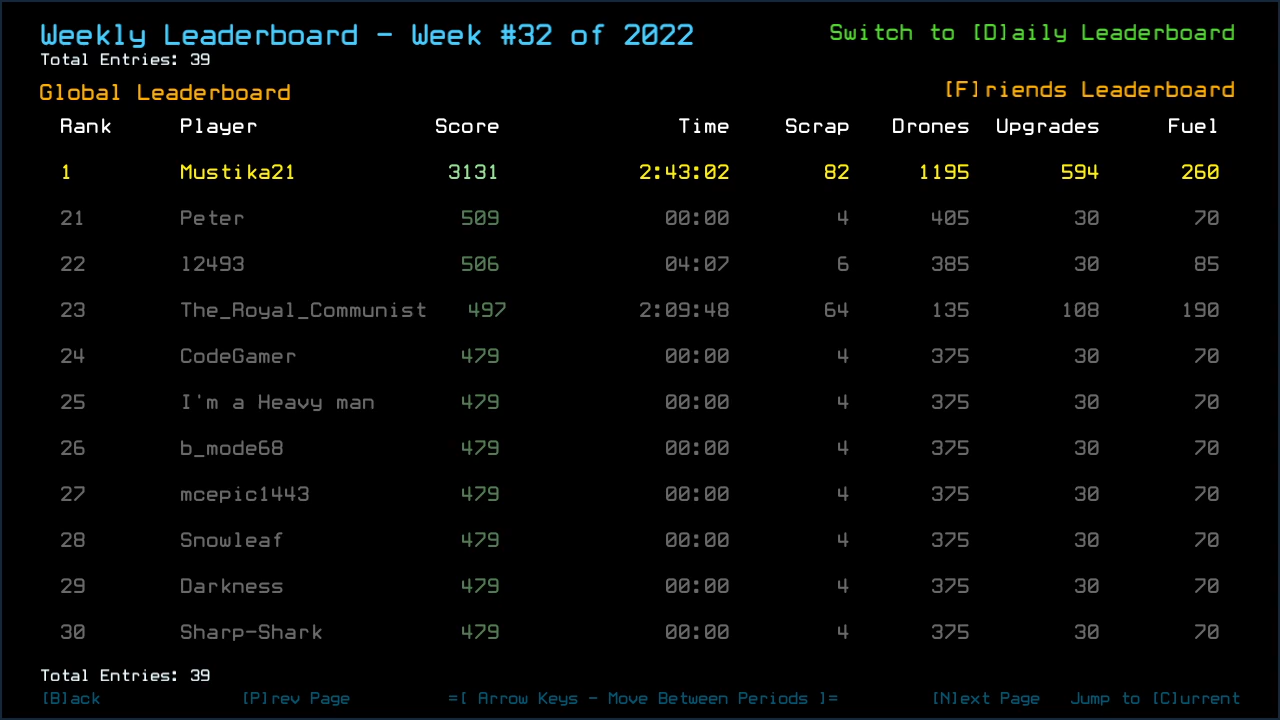 Weekly Leaderboard - Week #32 of 2022 Switch to [D]aily Leaderboard
Total Entries: 39
Global Leaderboard [F]riends Leaderboard
Rank Player Score Time Scrap Drones Upgrades Fuel
1 Mustika21 3131 2:43:02 82 1195 594 260
21 Peter 509 00:00 4 405 30 70
22 12493 506 04:07 6 385 30 85
23 The_Royal_Communist 497 2:09:48 64 135 108 190
24 CodeGamer 479 00:00 4 375 30 70
25 I'm a Heavy man 479 00:00 4 375 30 70
26 b_mode68 479 00:00 4 375 30 70
27 mcepic1443 479 00:00 4 375 30 70
28 Snowleaf 479 00:00 4 375 30 70
29 Darkness 479 00:00 4 375 30 70
30 Sharp-Shark 479 00:00 4 375 30 70
Total Entries: 39
[B]ack [P]rev Page =[ Arrow Keys - Move Between Periods ]= [N]ext Page Jump to [C]urrent